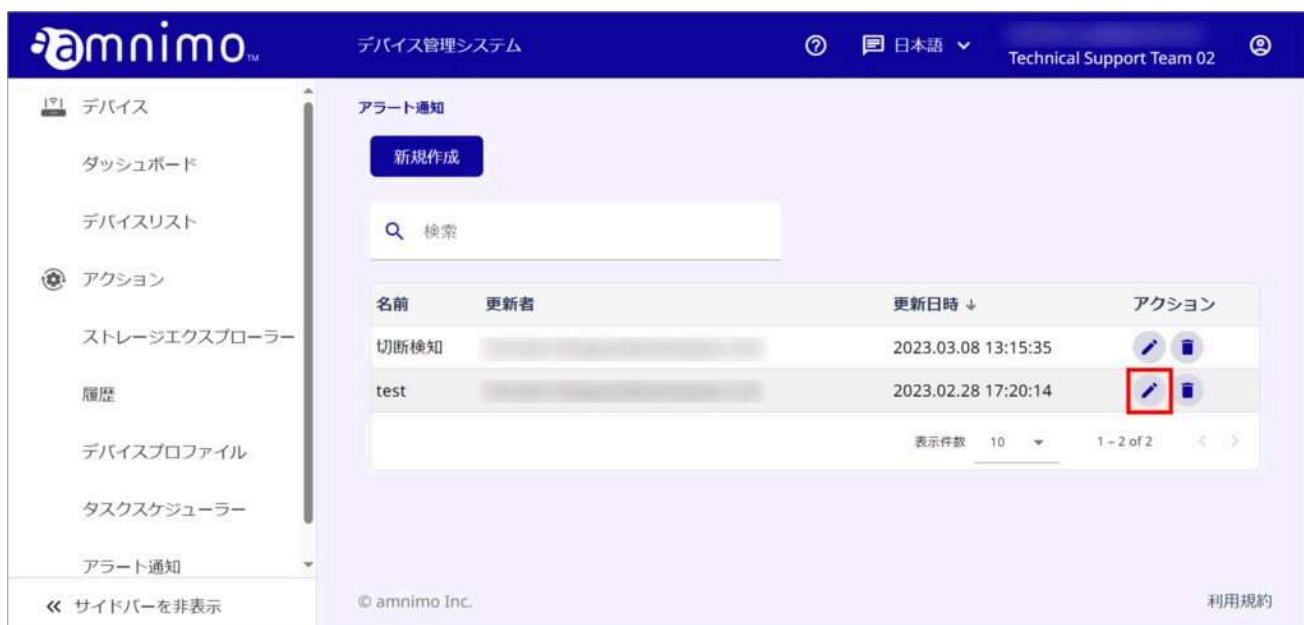 amnimo TM
デバイス管理システム
日本語
Technical Support Team 02
デバイス
ダッシュボード
デバイスリスト
アクション
ストレージエクスプローラー
履歴
デバイスプロファイル
タスクスケジューラー
アラート通知
サイドバーを非表示
アラート通知
新規作成
検索
名前 更新者 更新日時 ↓ アクション
切断検知 2023.03.08 13:15:35
test 2023.02.28 17:20:14
表示件数 10 1 – 2 of 2
© amnimo Inc. 利用規約